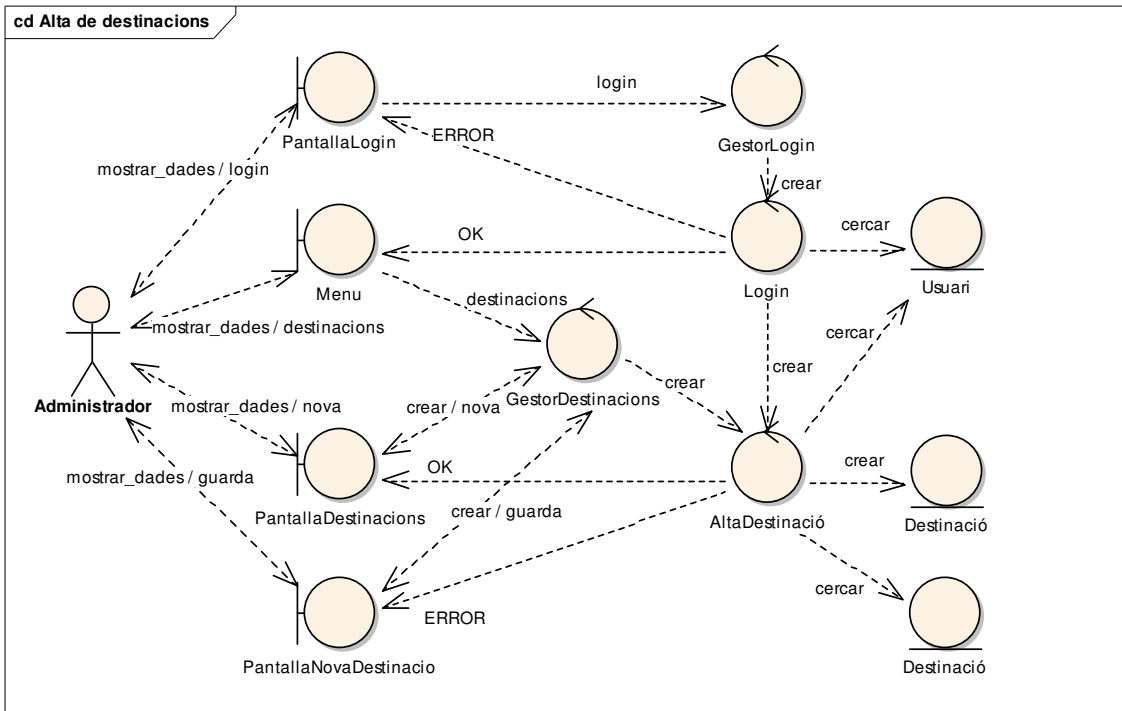 cd Alta de destinacions
login
PantallaLogin
ERROR
GestorLogin
mostrar_dades / login
crear
OK
cercar
Menu
Login
Usuari
destinacions
mostrar_dades / destinacions
cercar
crear
crear
Administrador
mostrar_dades / nova
crear / nova
GestorDestinacions
mostrar_dades / guarda
OK
crear
PantallaDestinacions
crear / guarda
AltaDestinació
Destinació
cercar
ERROR
PantallaNovaDestinacio
Destinació